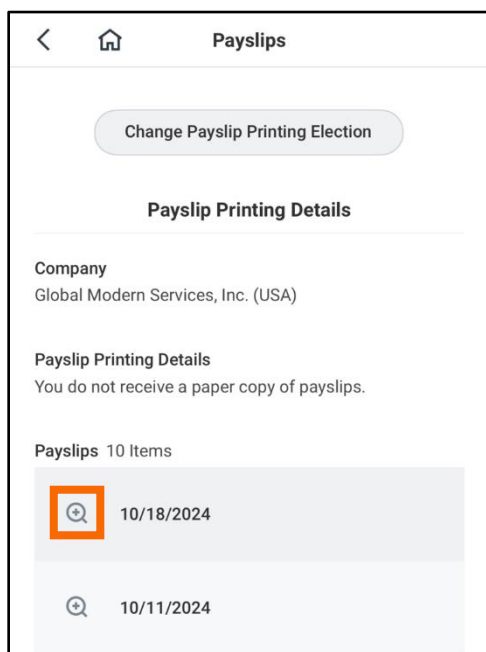 Payslips
Change Payslip Printing Election
Payslip Printing Details
Company
Global Modern Services, Inc. (USA)
Payslip Printing Details
You do not receive a paper copy of payslips.
Payslips 10 Items
10/18/2024
10/11/2024